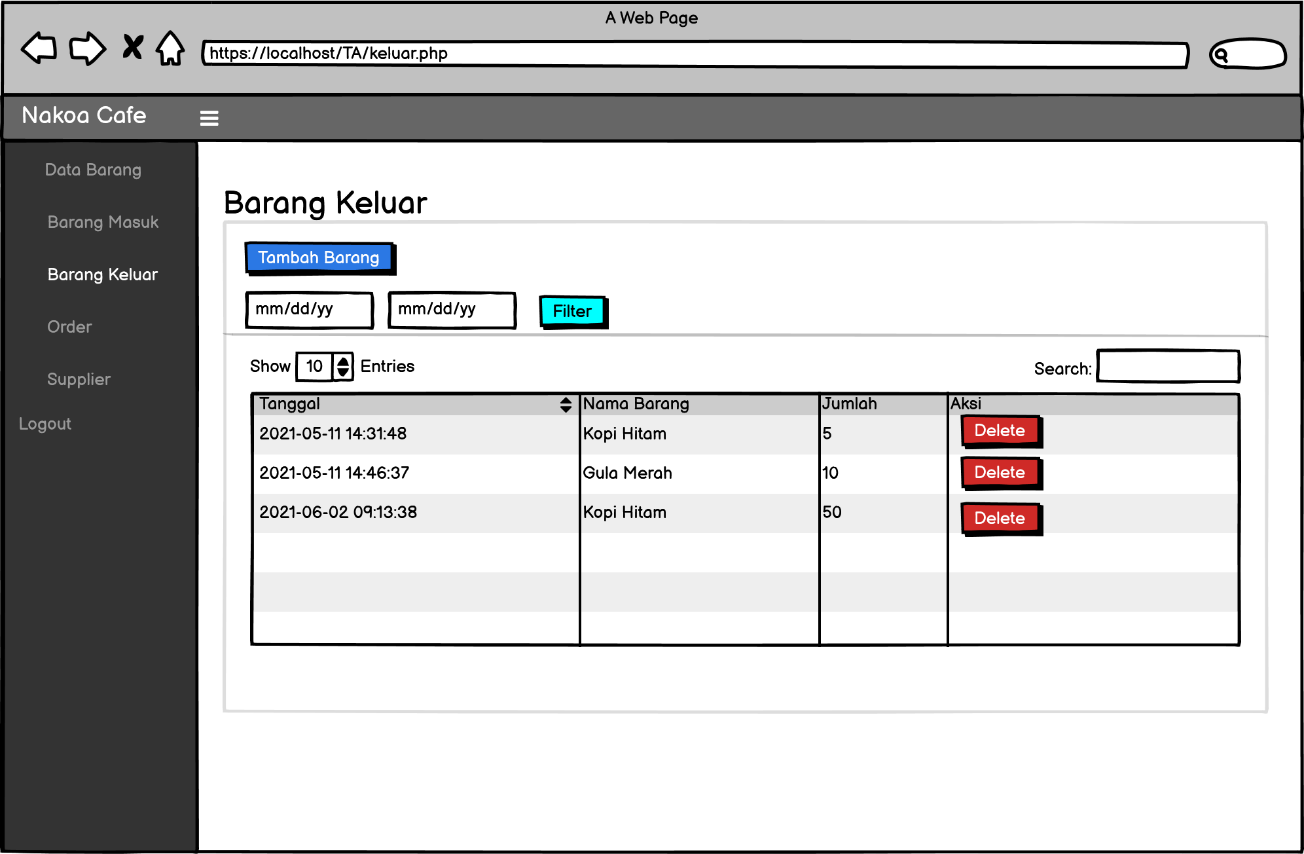 A Web Page
https://localhost/TA/keluar.php
Nakoa Cafe
Data Barang
Barang Masuk
Barang Keluar
Order
Supplier
Logout
Barang Keluar
Tambah Barang
mm/dd/yy mm/dd/yy Filter
Show 10 Entries Search:
Tanggal Nama Barang Jumlah Aksi
2021-05-11 14:31:48 Kopi Hitam 5 Delete
2021-05-11 14:46:37 Gula Merah 10 Delete
2021-06-02 09:13:38 Kopi Hitam 50 Delete